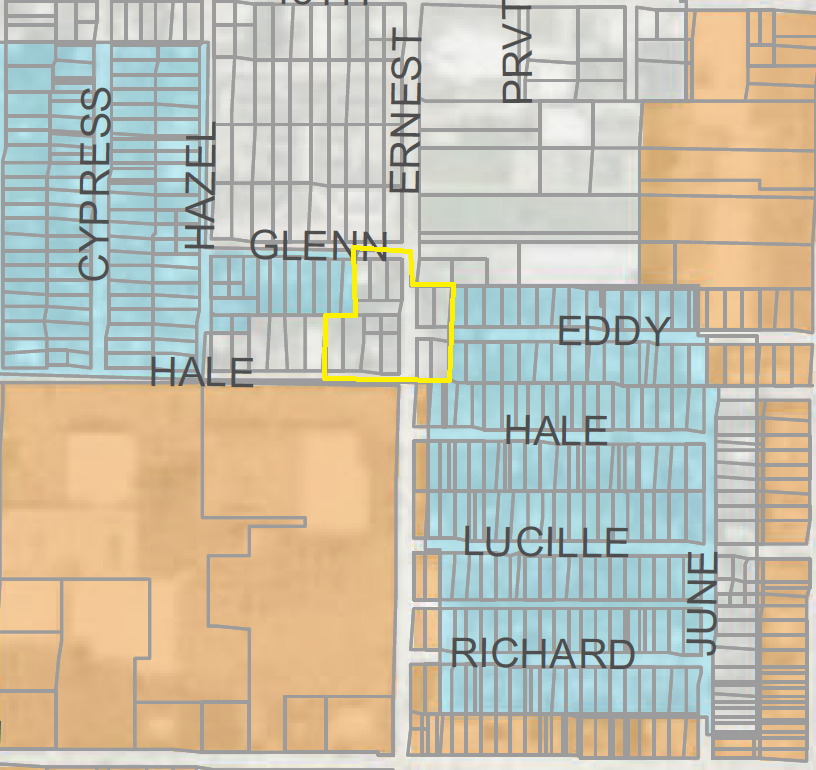 PRVT
ERNEST
CYPRESS
HAZEL
GLENN
EDDY
HALE
HALE
LUCILLE
JUNE
RICHARD